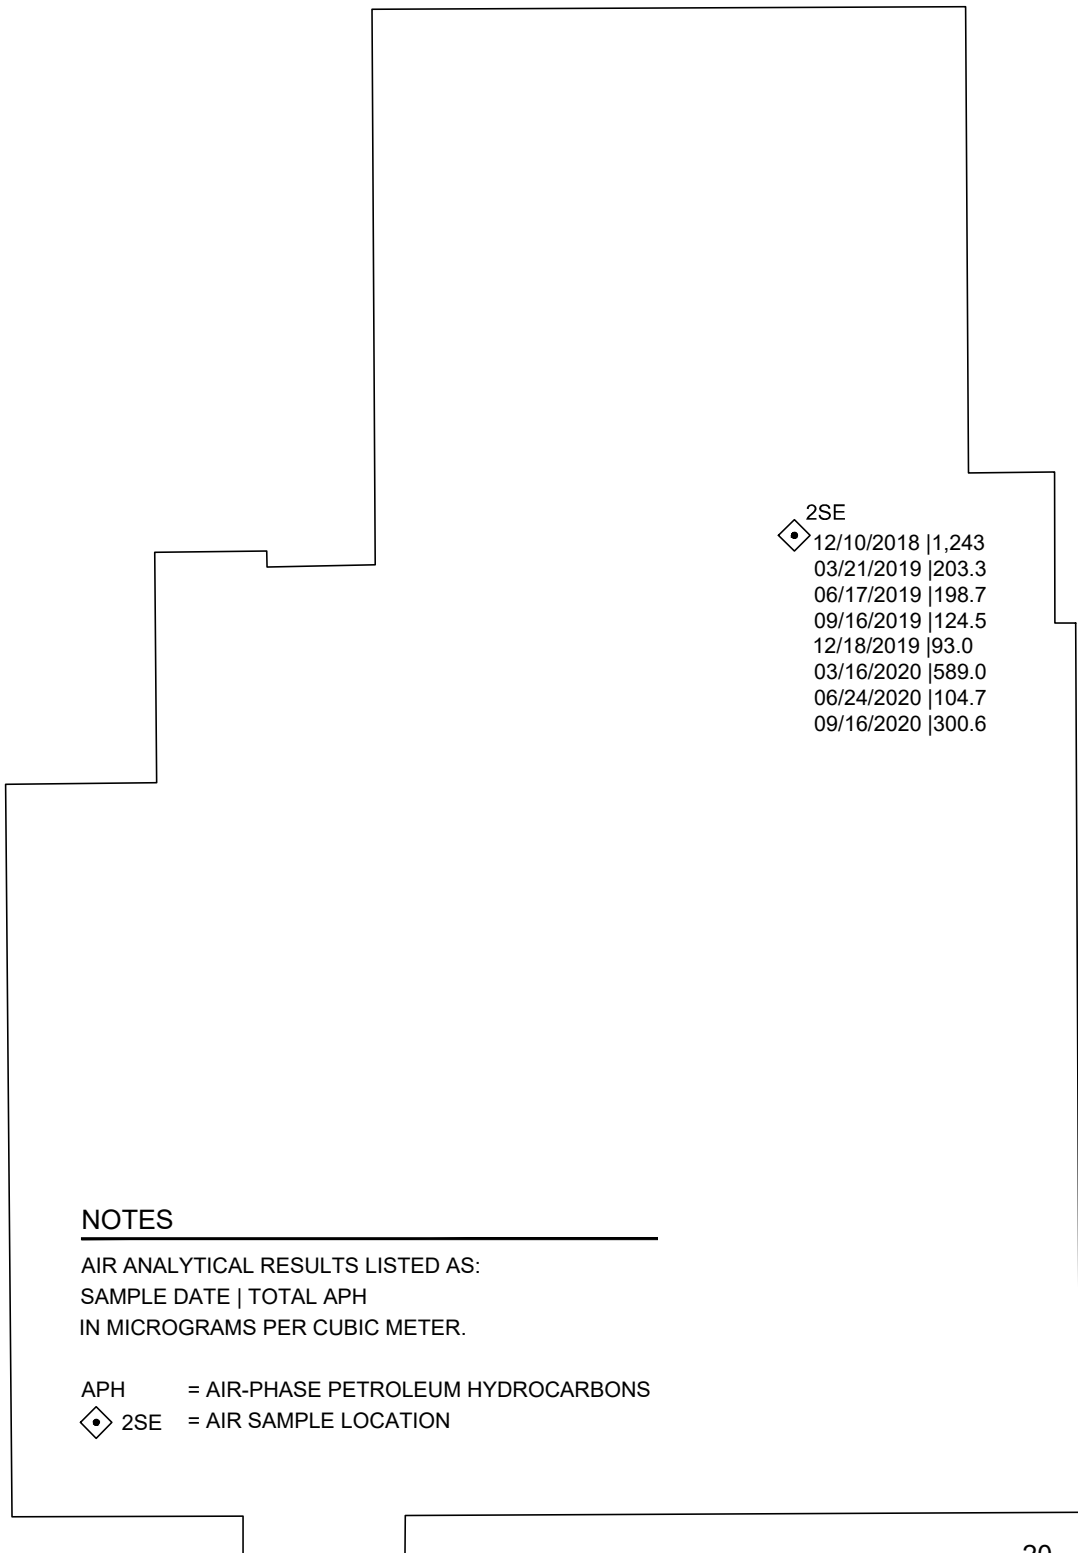 2SE
12/10/2018 |1,243
03/21/2019 |203.3
06/17/2019 |198.7
09/16/2019 |124.5
12/18/2019 |93.0
03/16/2020 |589.0
06/24/2020 |104.7
09/16/2020 |300.6
NOTES
AIR ANALYTICAL RESULTS LISTED AS:
SAMPLE DATE | TOTAL APH
IN MICROGRAMS PER CUBIC METER.
APH = AIR-PHASE PETROLEUM HYDROCARBONS
2SE = AIR SAMPLE LOCATION